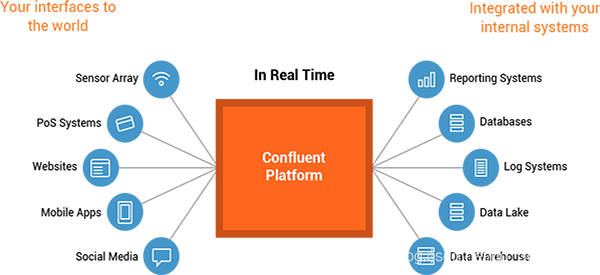 Your interfaces to
the world
Integrated with your
internal systems
In Real Time
Sensor Array
PoS Systems
Websites
Mobile Apps
Social Media
Confluent
Platform
Reporting Systems
Databases
Log Systems
Data Lake
Data Warehouse